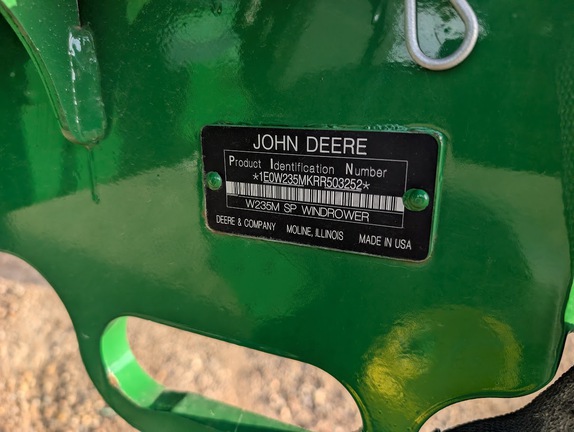 JOHN DEERE
Product Identification Number
*1E0W235MKRR503252*
W235M SP WINDROWER
DEERE & COMPANY MOLINE, ILLINOIS MADE IN USA